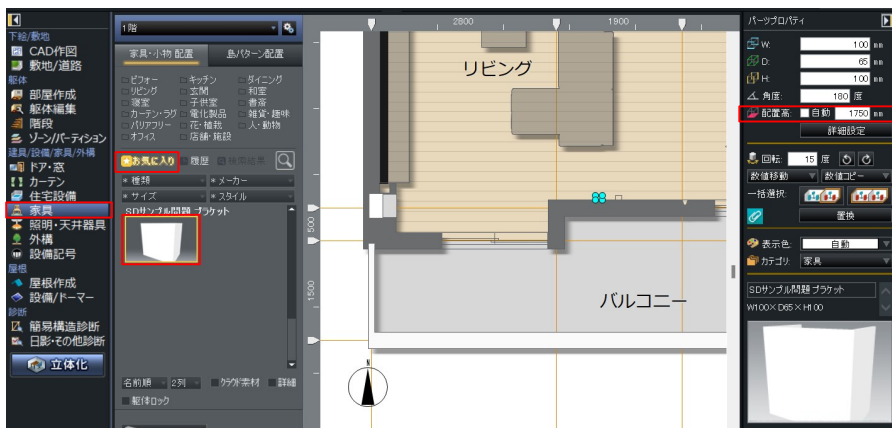 下絵/敷地
CAD作図
敷地/道路
躯体
部屋作成
躯体編集
階段
ゾーン/パーティション
建具/設備/家具/外構
ドア・窓
カーテン
住宅設備
家具
照明・天井器具
外構
設備記号
屋根
屋根作成
設備/ドーマー
診断
簡易構造診断
日影・その他診断
立体化
1階
家具・小物 配置
島パターン配置
ビフォー キッチン ダイニング
リビング 玄関 和室
寝室 子供室 書斎
カーテン・ラグ 電化製品 雑貨・趣味
バリアフリー 花・植栽 人・動物
オフィス 店舗・施設
お気に入り 履歴 検索結果
* 種類 * メーカー
* サイズ * スタイル
SDサンプル問題 ブラケット
名前順 2列 クラウド素材 詳細
躯体ロック
2800 1900
リビング
500
1500
バルコニー
N
パーツプロパティ
W: 100 mm
D: 65 mm
H: 100 mm
角度: 180 度
配置高: 自動 1750 mm
詳細設定
回転: 15 度
数値移動 数値コピー
一括選択:
置換
表示色: 自動
カテゴリ: 家具
SDサンプル問題 ブラケット
W100×D65×H100